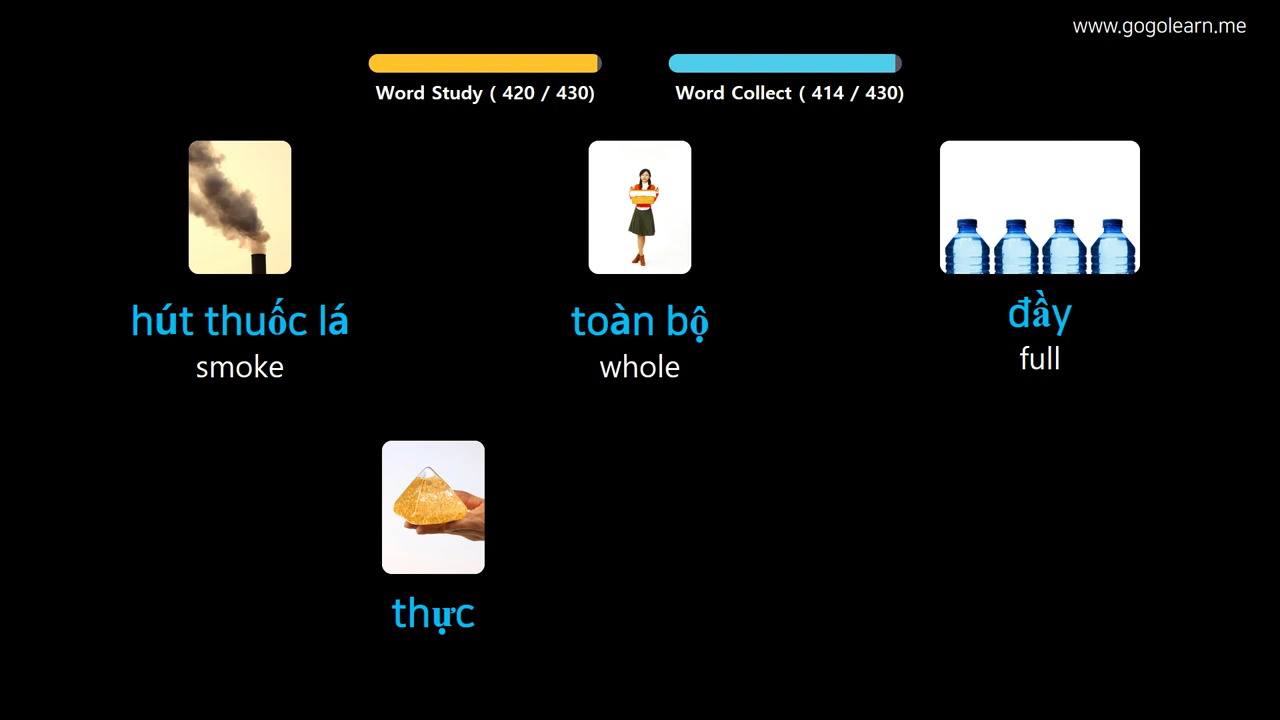 www.gogolearn.me
Word Study ( 420 / 430)
Word Collect ( 414 / 430)
hút thuốc lá
smoke
toàn bộ
whole
đầy
full
thực